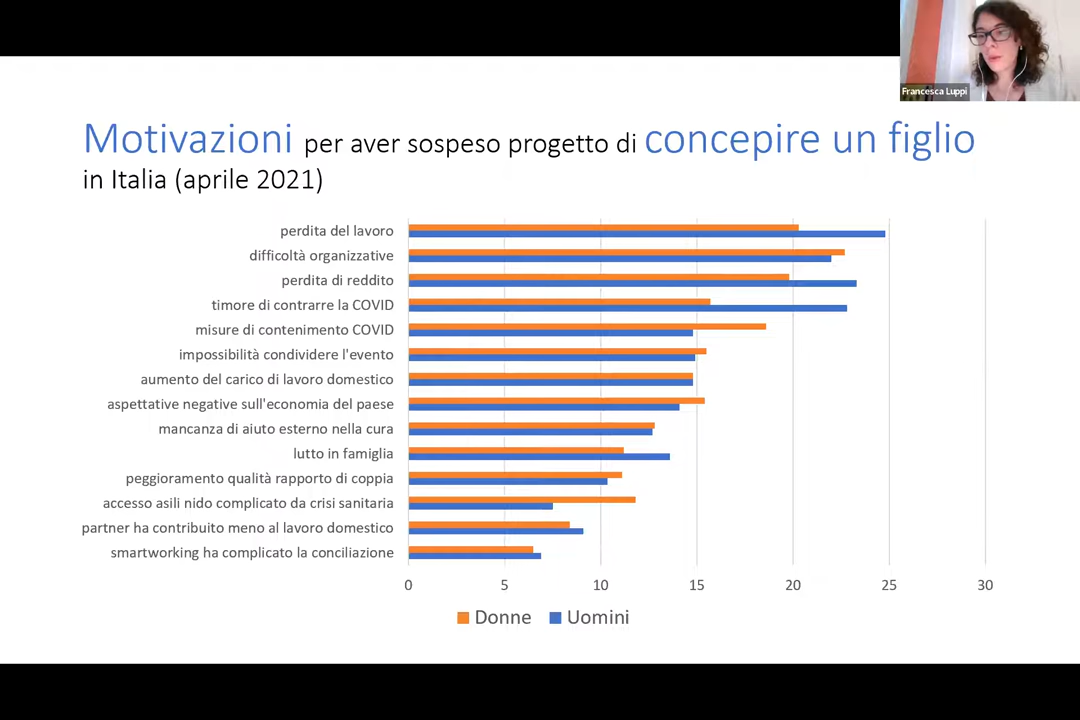 Francesca Luppi
Motivazioni per aver sospeso progetto di concepire un figlio
in Italia (aprile 2021)
perdita del lavoro
difficoltà organizzative
perdita di reddito
timore di contrarre la COVID
misure di contenimento COVID
impossibilità condividere l'evento
aumento del carico di lavoro domestico
aspettative negative sull'economia del paese
mancanza di aiuto esterno nella cura
lutto in famiglia
peggioramento qualità rapporto di coppia
accesso asili nido complicato da crisi sanitaria
partner ha contribuito meno al lavoro domestico
smartworking ha complicato la conciliazione
0 5 10 15 20 25 30
Donne Uomini